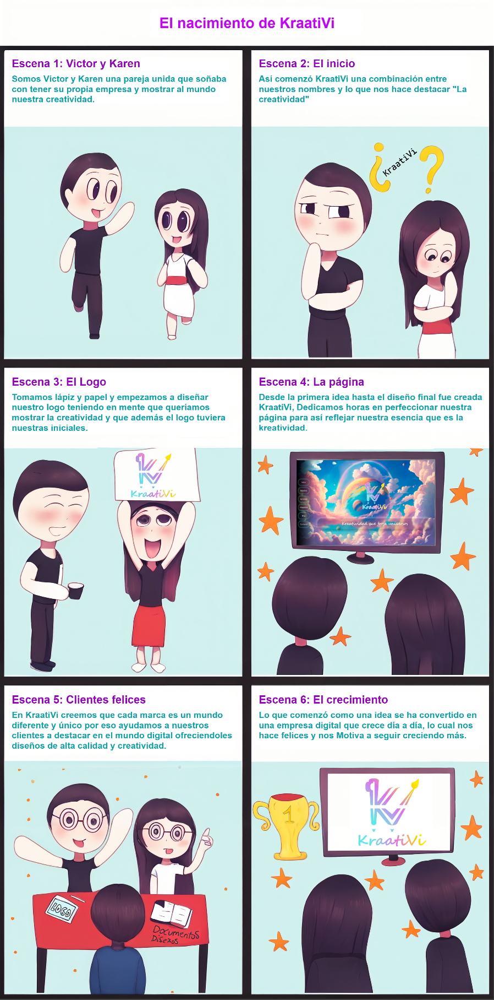 El nacimiento de KraatiVi
Escena 1: Victor y Karen
Somos Víctor y Karen una pareja unida que soñaba
con tener su propia empresa y mostrar al mundo
nuestra creatividad.
Escena 2: El inicio
Asi comenzó KraatiVi una combinación entre
nuestros nombres y lo que nos hace destacar "La
creatividad"
¿ KraatiVi ?
Escena 3: El Logo
Tomamos lápiz y papel y empezamos a diseñar
nuestro logo teniendo en mente que queríamos
mostrar la creatividad y que además el logo tuviera
nuestras iniciales.
KraatiVi
Escena 4: La página
Desde la primera idea hasta el diseño final fue creada
KraatiVi, Dedicamos horas en perfeccionar nuestra
página para así reflejar nuestra esencia que es la
kreatividad.
KraatiVi
Kraatividad que forja universos
Escena 5: Clientes felices
En KraatiVi creemos que cada marca es un mundo
diferente y único por eso ayudamos a nuestros
clientes a destacar en el mundo digital ofreciendoles
diseños de alta calidad y creatividad.
LOGO
Documentos
Diseños
Escena 6: El crecimiento
Lo que comenzó como una idea se ha convertido en
una empresa digital que crece día a día, lo cual nos
hace felices y nos Motiva a seguir creciendo más.
1
KraatiVi